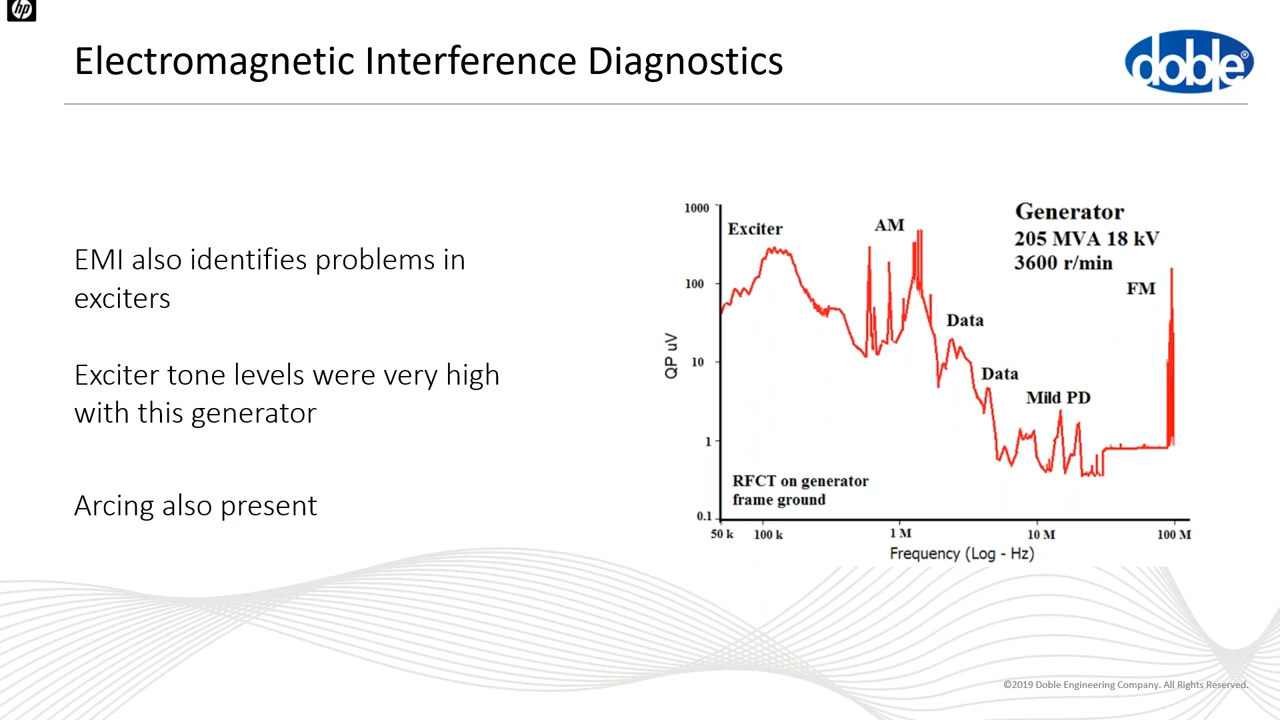 hp
Electromagnetic Interference Diagnostics
doble®
EMI also identifies problems in
exciters
Exciter tone levels were very high
with this generator
Arcing also present
1000
100
10
1
0.1
QP uV
Exciter
AM
Generator
205 MVA 18 kV
3600 r/min
FM
Data
Data
Mild PD
RFCT on generator
frame ground
50 k 100 k 1 M 10 M 100 M
Frequency (Log - Hz)
©2019 Doble Engineering Company. All Rights Reserved.